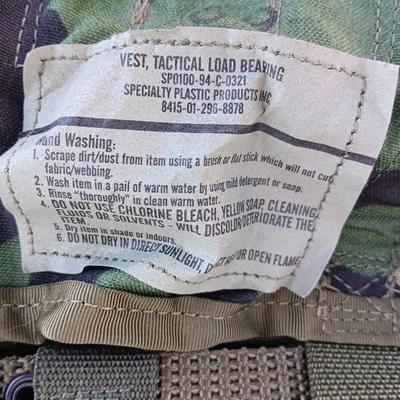 VEST, TACTICAL LOAD BEARING
SPO100-94-C-0321
SPECIALTY PLASTIC PRODUCTS INC.
8415-01-296-8878
Hand Washing:
1. Scrape dirt/dust from item using a brush or flat stick which will not cut
fabric/webbing.
2. Wash item in a pail of warm water by using mild detergent or soap.
3. Rinse "thoroughly" in clean warm water.
4. DO NOT USE CHLORINE BLEACH, YELLOW SOAP, CLEANING
FLUIDS OR SOLVENTS - WILL DISCOLOR/DETERIORATE THE
ITEM
5. Dry item in shade or indoors.
6. DO NOT DRY IN DIRECT SUNLIGHT, OR OPEN FLAME